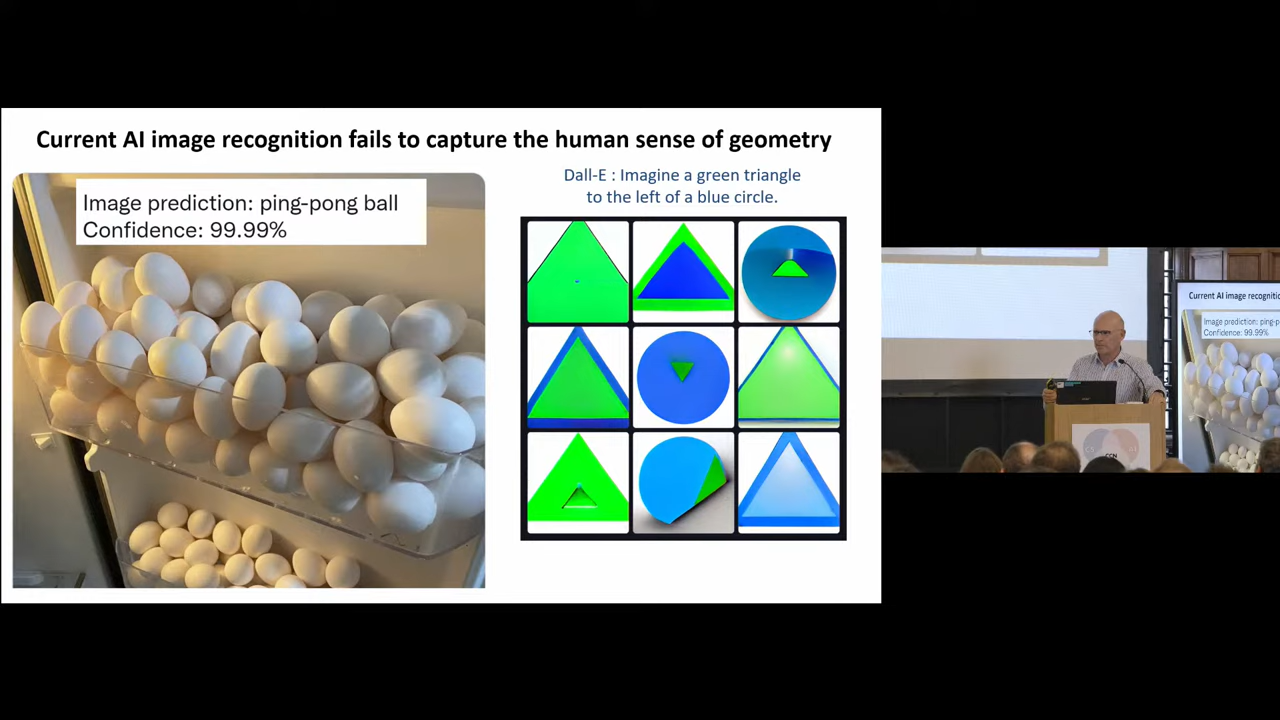 Current AI image recognition fails to capture the human sense of geometry
Image prediction: ping-pong ball
Confidence: 99.99%
Dall-E : Imagine a green triangle
to the left of a blue circle.
Current AI image recognitio
Image prediction: ping-p
Confidence: 99.99%
CCN